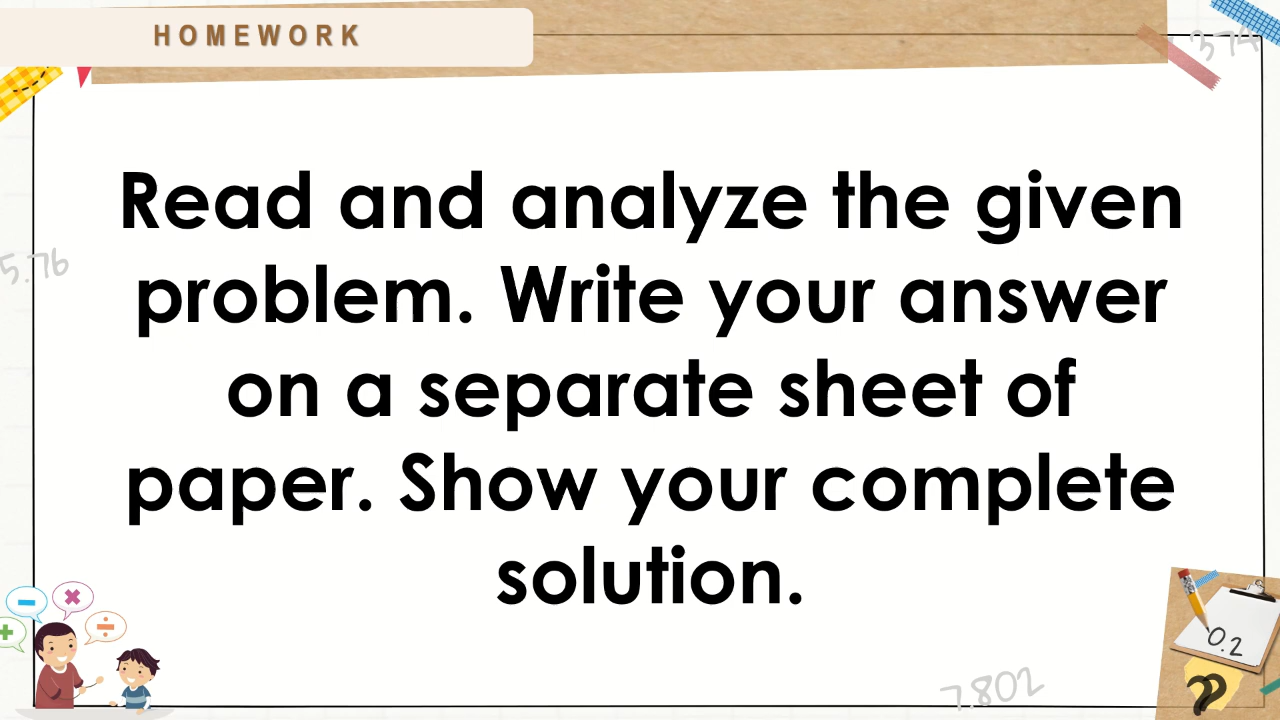 HOMEWORK
.374
Read and analyze the given
5.76
problem. Write your answer
on a separate sheet of
paper. Show your complete
solution.
0.2
7.802